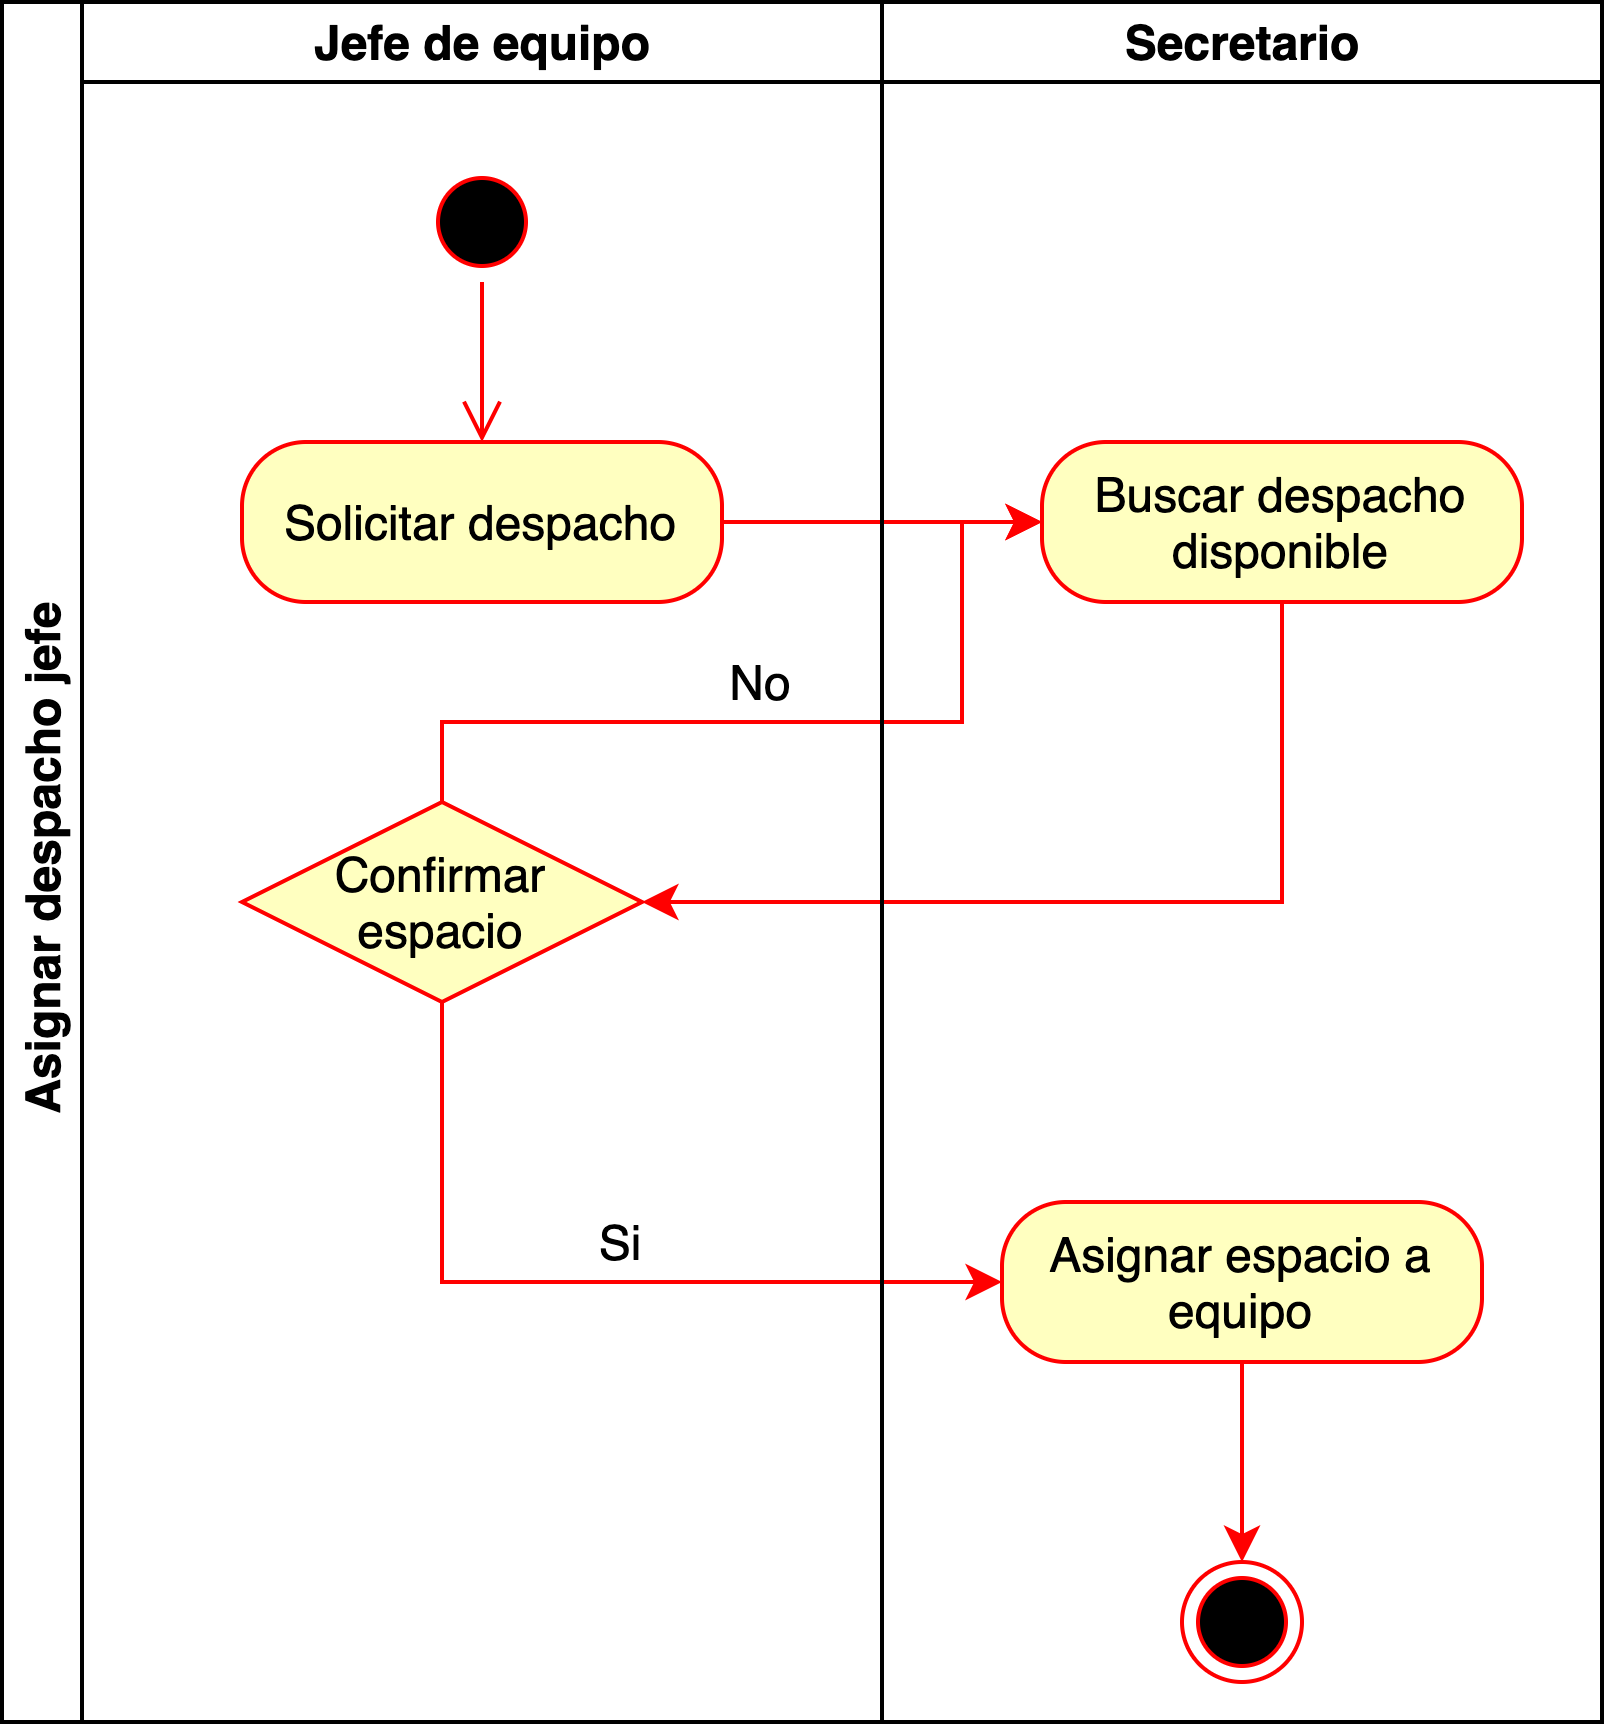 Jefe de equipo
Secretario
Asignar despacho jefe
Solicitar despacho
Buscar despacho
disponible
No
Confirmar
espacio
Si
Asignar espacio a
equipo